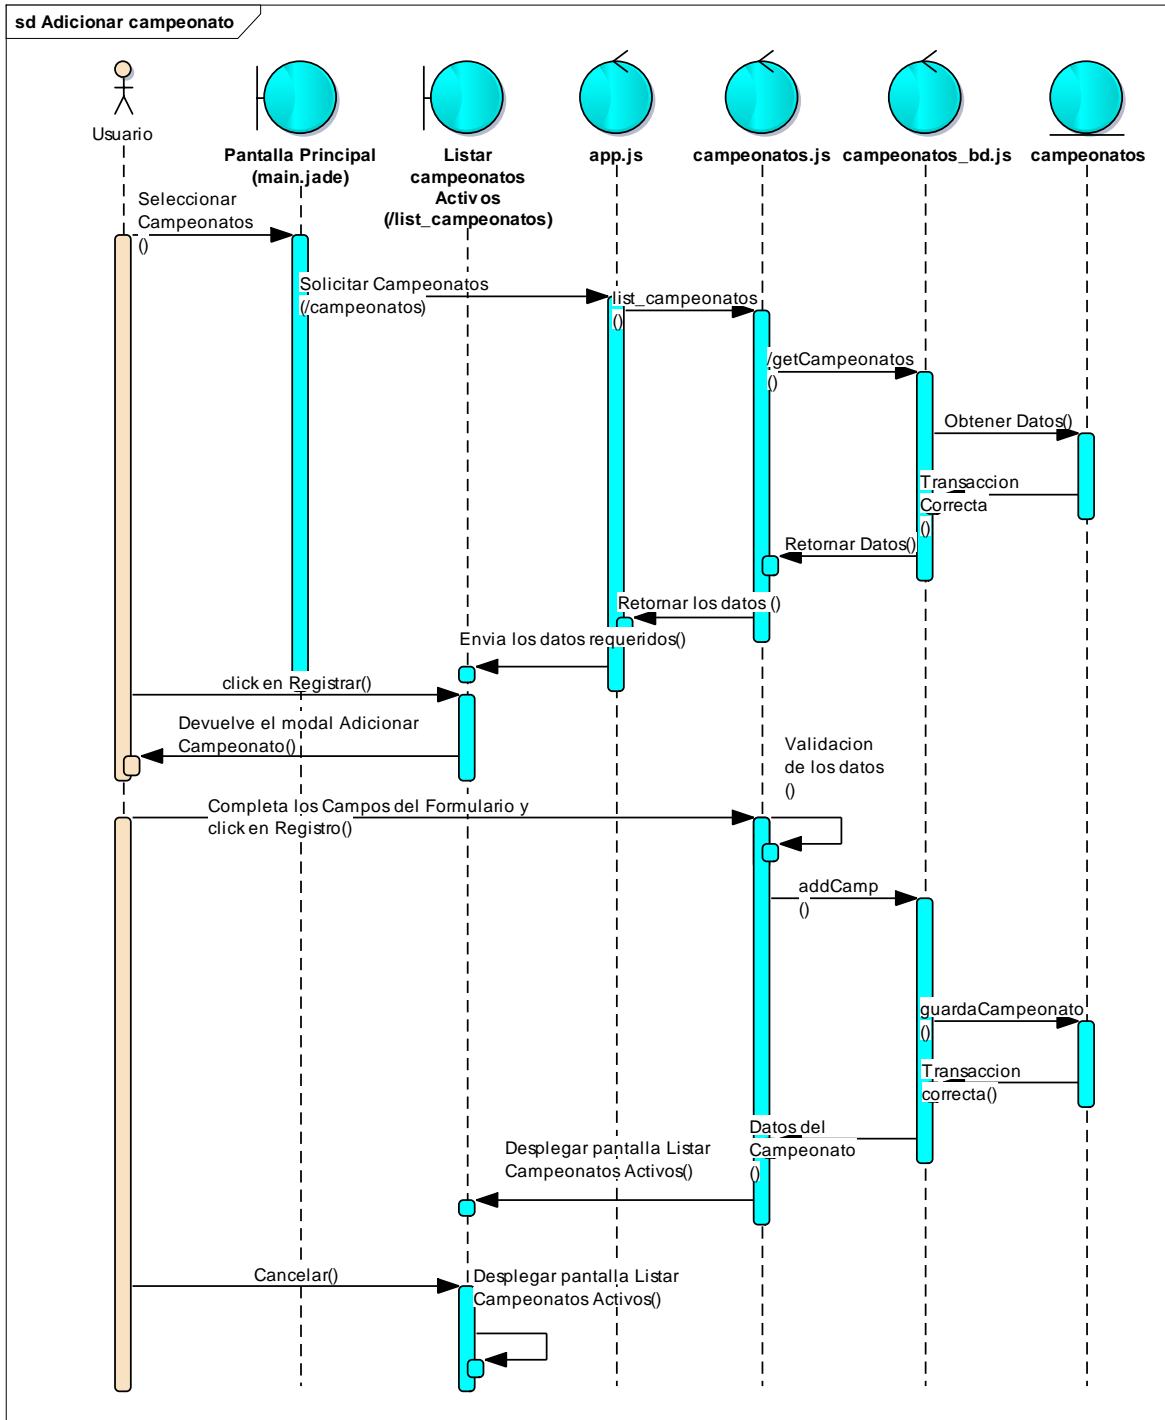 sd Adicionar campeonato
Usuario
Pantalla Principal
(main.jade)
Listar
campeonatos
Activos
(/list_campeonatos)
app.js
campeonatos.js
campeonatos_bd.js
campeonatos
Seleccionar
Campeonatos
()
Solicitar Campeonatos
(/campeonatos)
list_campeonatos
()
/getCampeonatos
()
Obtener Datos()
Transaccion
Correcta
()
Retornar Datos()
Retornar los datos ()
Envia los datos requeridos()
click en Registrar()
Devuelve el modal Adicionar
Campeonato()
Validacion
de los datos
()
Completa los Campos del Formulario y
click en Registro()
addCamp
()
guardaCampeonato
()
Transaccion
correcta()
Datos del
Campeonato
()
Desplegar pantalla Listar
Campeonatos Activos()
Cancelar()
Desplegar pantalla Listar
Campeonatos Activos()